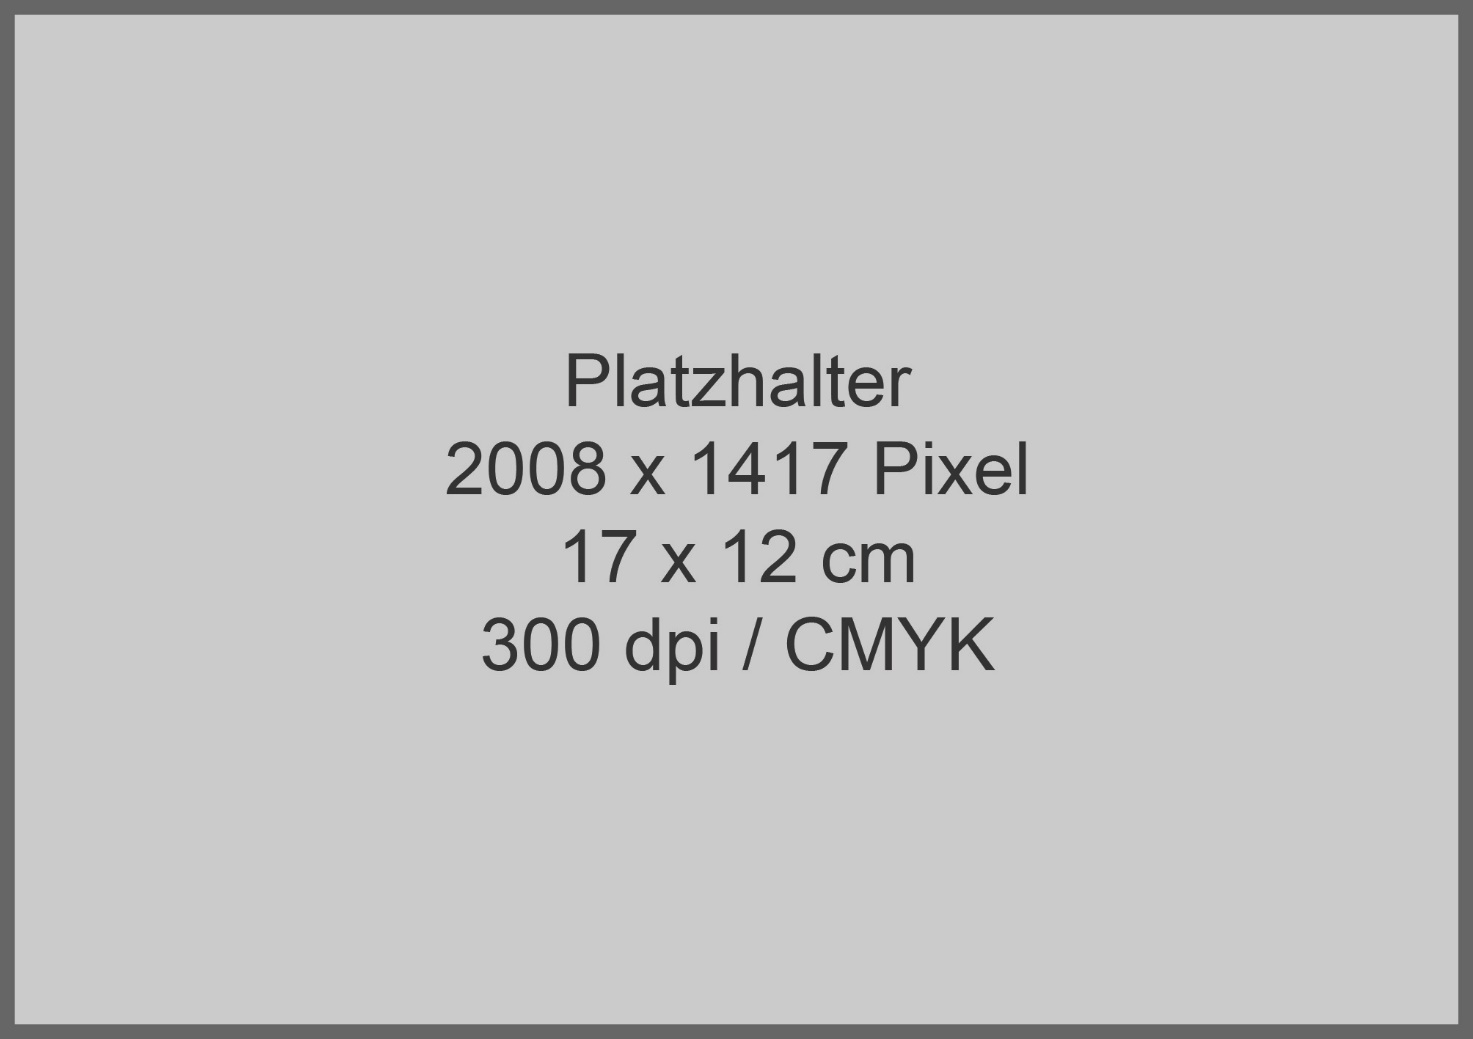 Platzhalter
2008 x 1417 Pixel
17 x 12 cm
300 dpi / CMYK